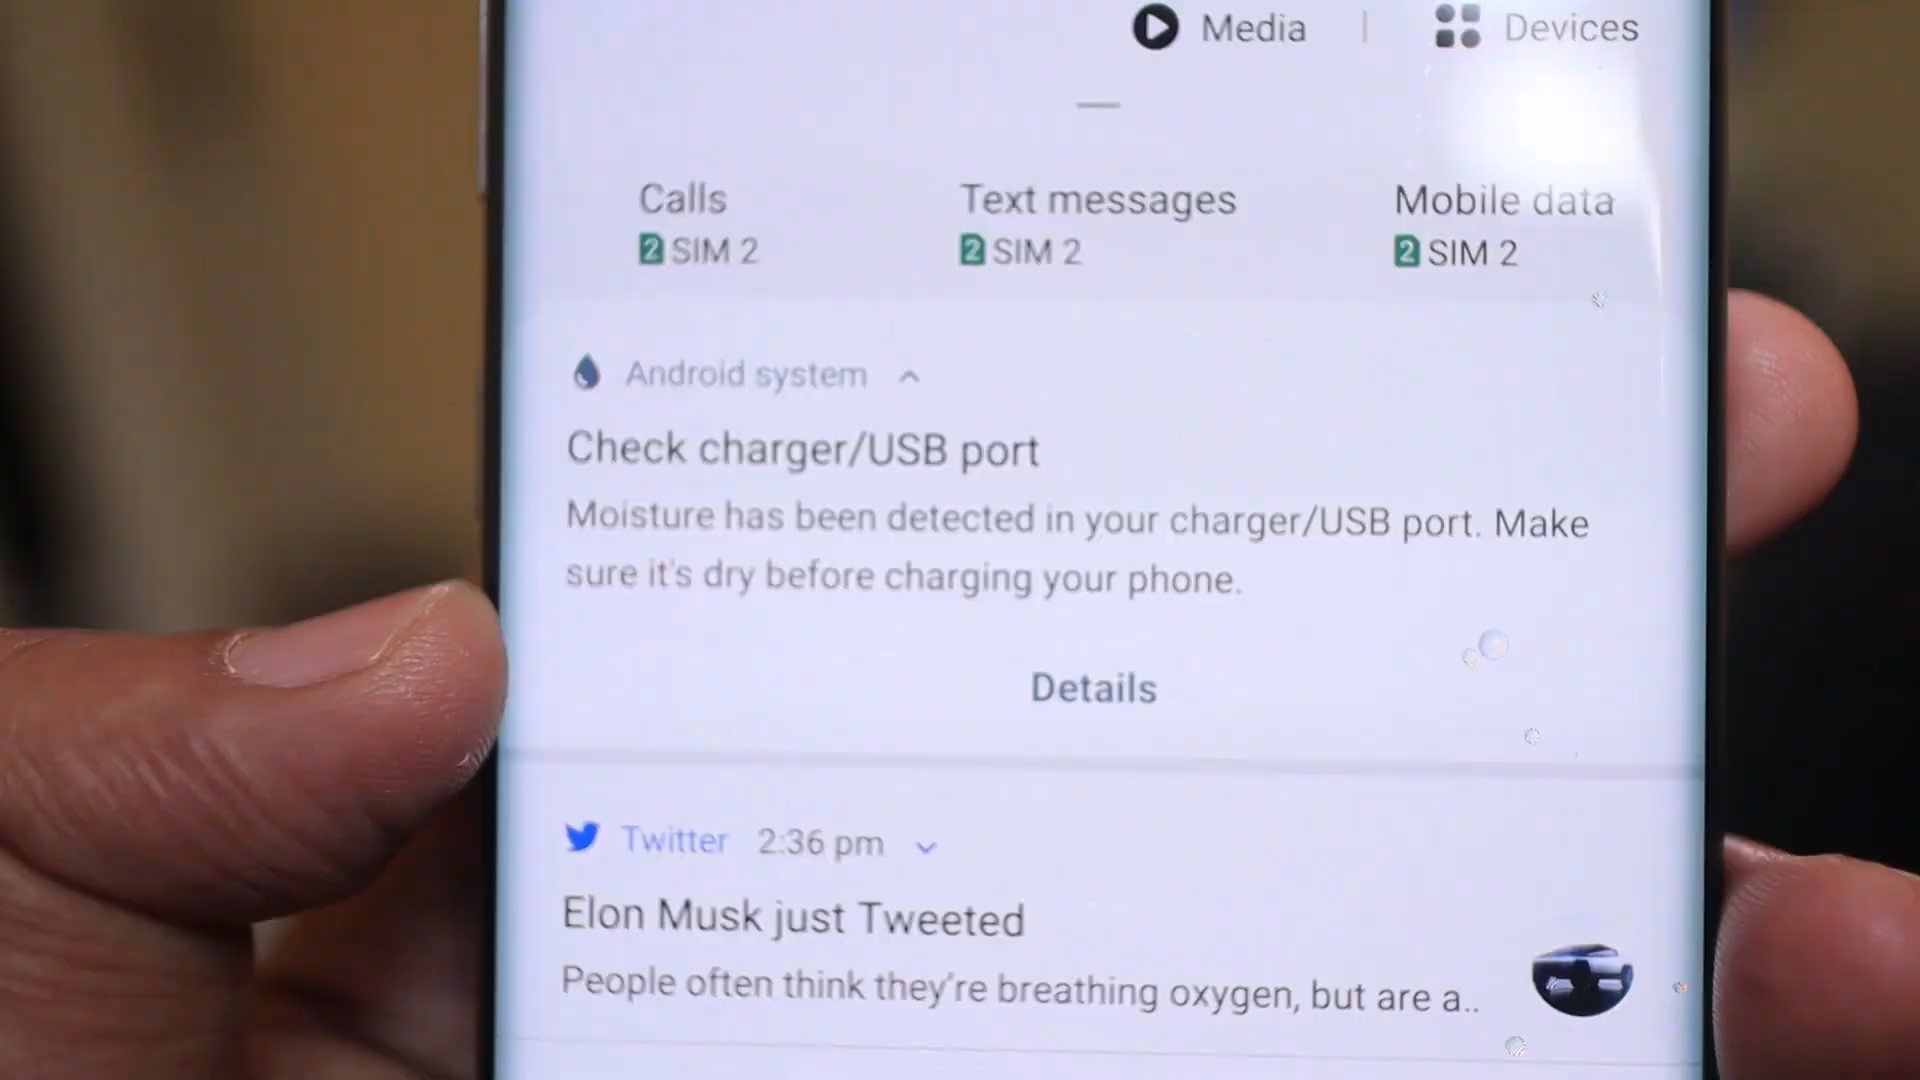 Media | Devices
Calls Text messages Mobile data
2 SIM 2 2 SIM 2 2 SIM 2
Android system
Check charger/USB port
Moisture has been detected in your charger/USB port. Make
sure it's dry before charging your phone.
Details
Twitter 2:36 pm
Elon Musk just Tweeted
People often think they're breathing oxygen, but are a..